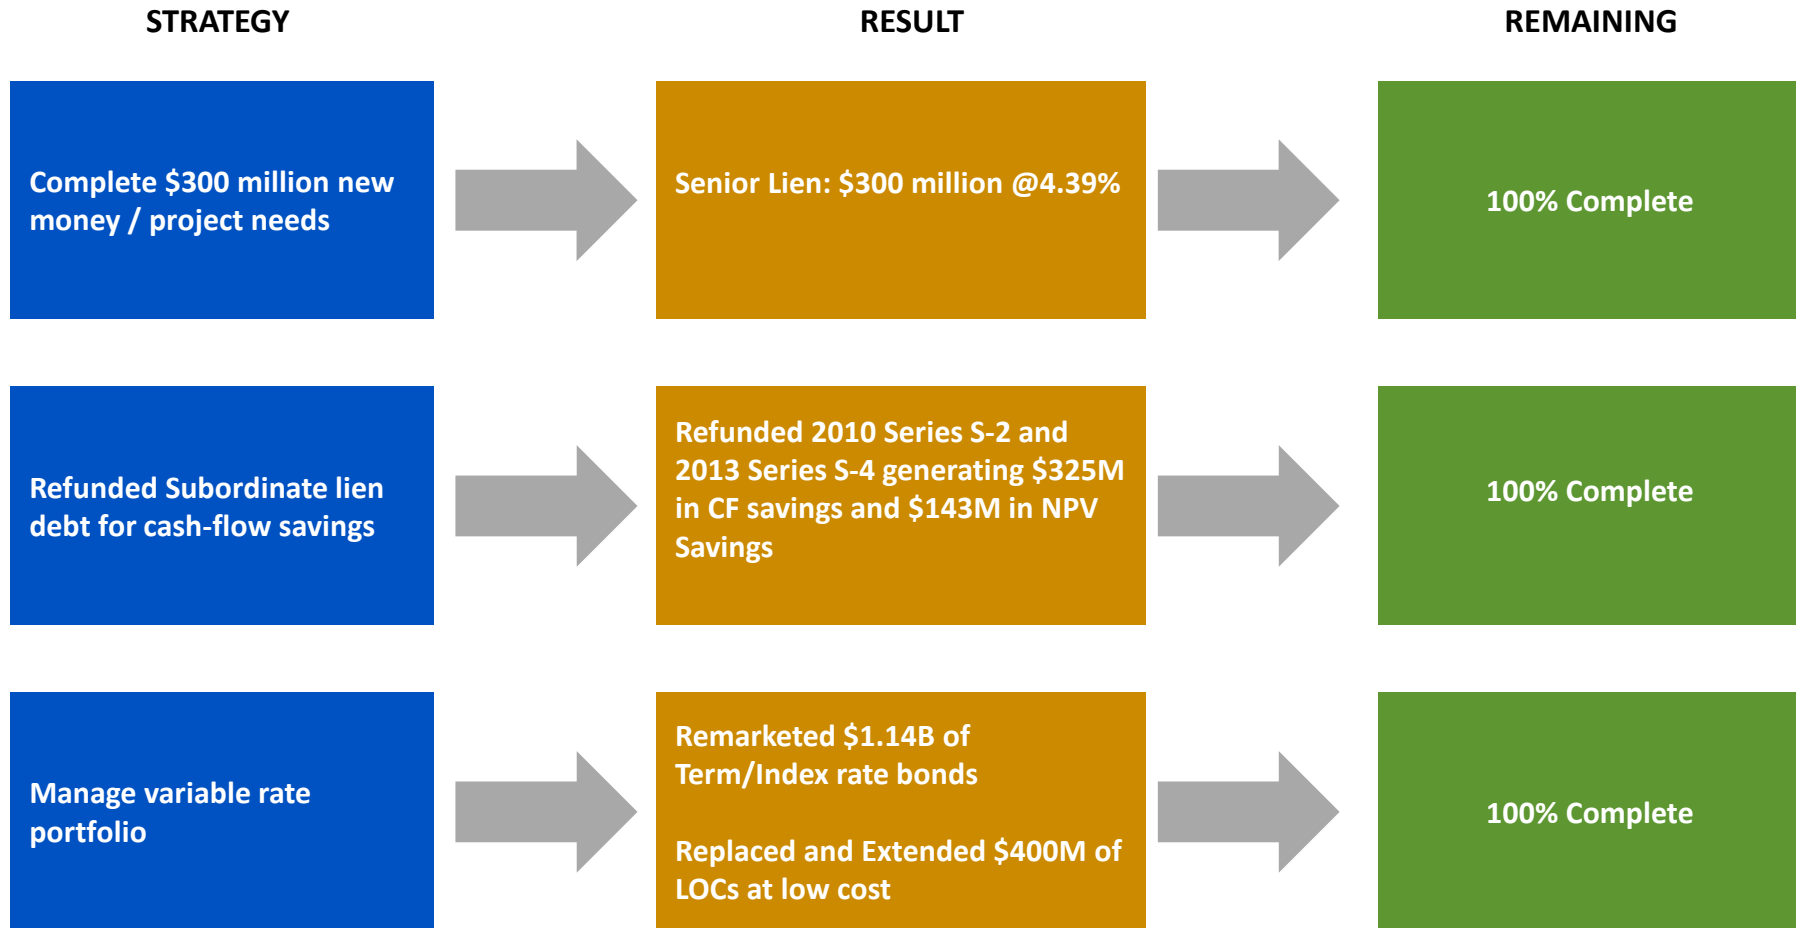 STRATEGY
RESULT
REMAINING
Complete $300 million new
money / project needs
Senior Lien: $300 million @4.39%
100% Complete
Refunded Subordinate lien
debt for cash-flow savings
Refunded 2010 Series S-2 and
2013 Series S-4 generating $325M
in CF savings and $143M in NPV
Savings
100% Complete
Manage variable rate
portfolio
Remarketed $1.14B of
Term/Index rate bonds
Replaced and Extended $400M of
LOCs at low cost
100% Complete